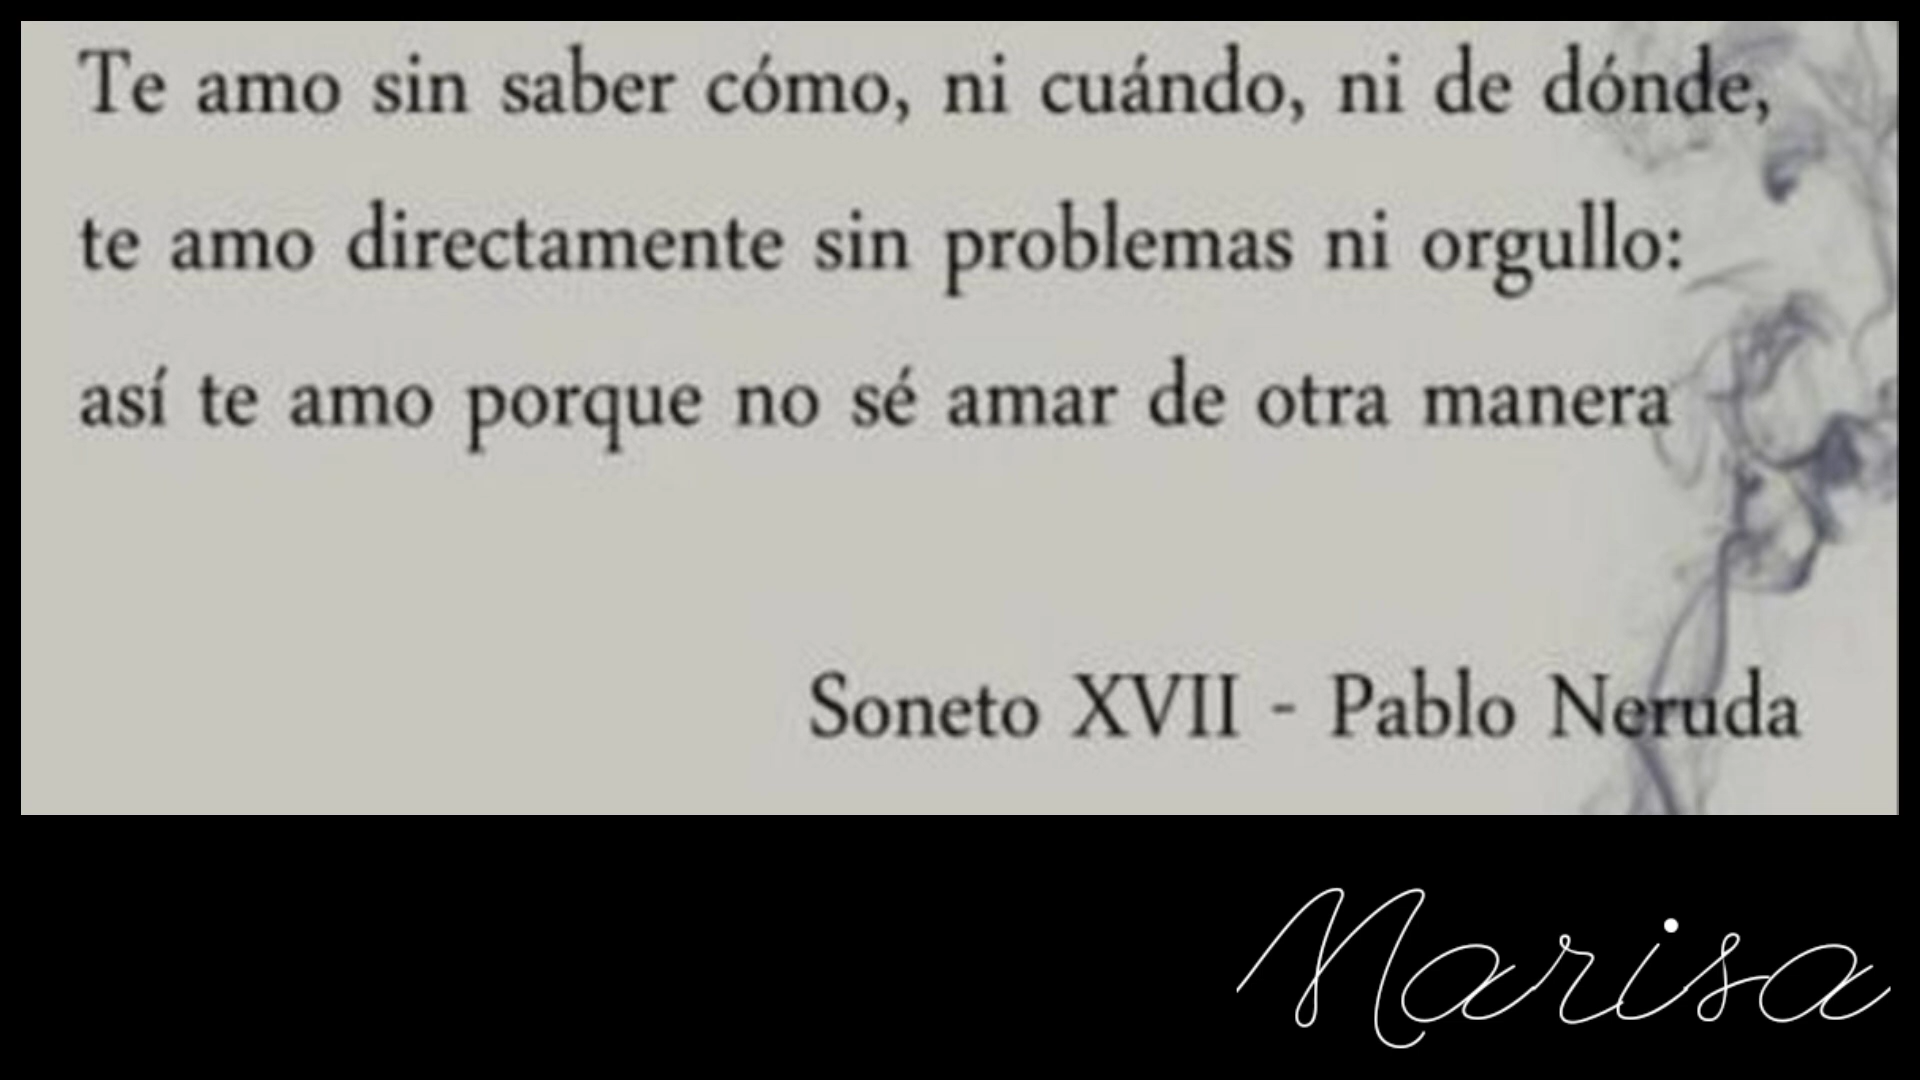 Te amo sin saber cómo, ni cuándo, ni de dónde,
te amo directamente sin problemas ni orgullo:
así te amo porque no sé amar de otra manera
Soneto XVII - Pablo Neruda
Marisa